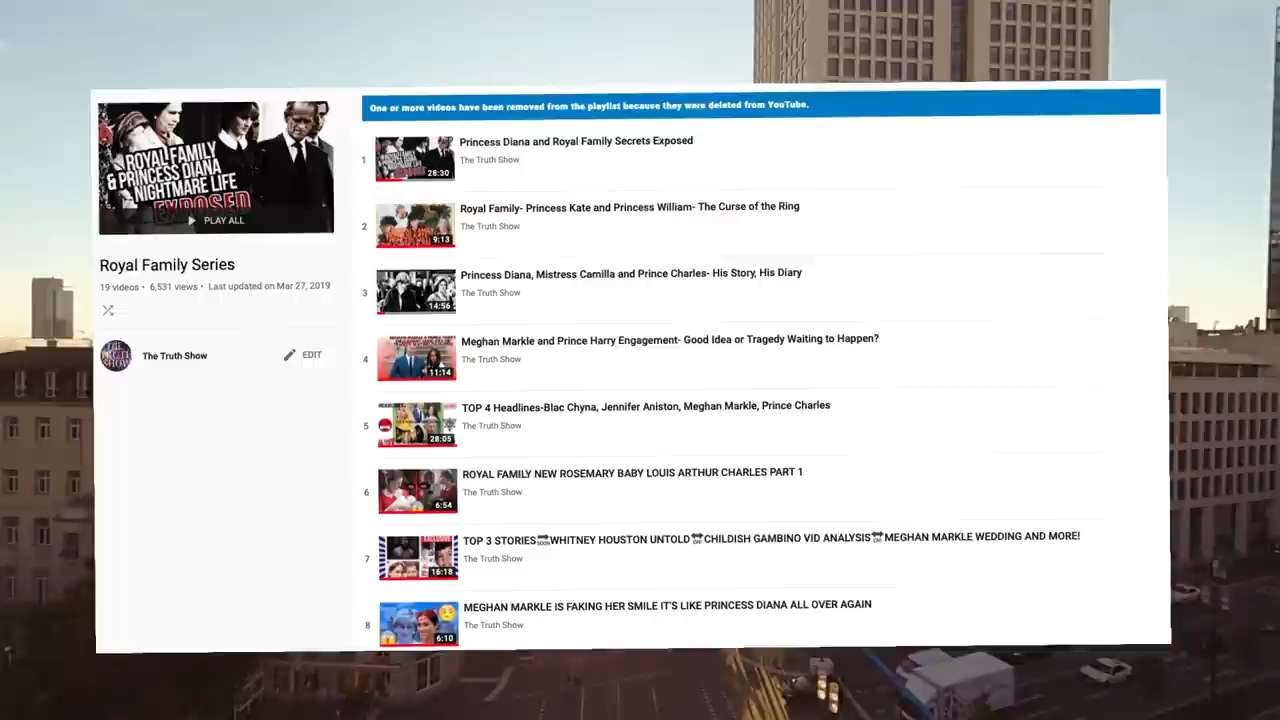 ROYAL FAMILY
& PRINCESS DIANA
NIGHTMARE LIFE
EXPOSED
PLAY ALL
Royal Family Series
19 videos • 6,531 views • Last updated on Mar 27, 2019
THE
TRUTH
SHOW
The Truth Show
EDIT
One or more videos have been removed from the playlist because they were deleted from YouTube.
1
28:30
Princess Diana and Royal Family Secrets Exposed
The Truth Show
2
9:13
Royal Family- Princess Kate and Princess William- The Curse of the Ring
The Truth Show
3
14:56
Princess Diana, Mistress Camilla and Prince Charles- His Story, His Diary
The Truth Show
4
11:14
Meghan Markle and Prince Harry Engagement- Good Idea or Tragedy Waiting to Happen?
The Truth Show
5
28:05
TOP 4 Headlines-Blac Chyna, Jennifer Aniston, Meghan Markle, Prince Charles
The Truth Show
6
6:54
ROYAL FAMILY NEW ROSEMARY BABY LOUIS ARTHUR CHARLES PART 1
The Truth Show
7
16:18
TOP 3 STORIES🔜WHITNEY HOUSTON UNTOLD🔛CHILDISH GAMBINO VID ANALYSIS🔛MEGHAN MARKLE WEDDING AND MORE!
The Truth Show
8
6:10
MEGHAN MARKLE IS FAKING HER SMILE IT'S LIKE PRINCESS DIANA ALL OVER AGAIN
The Truth Show